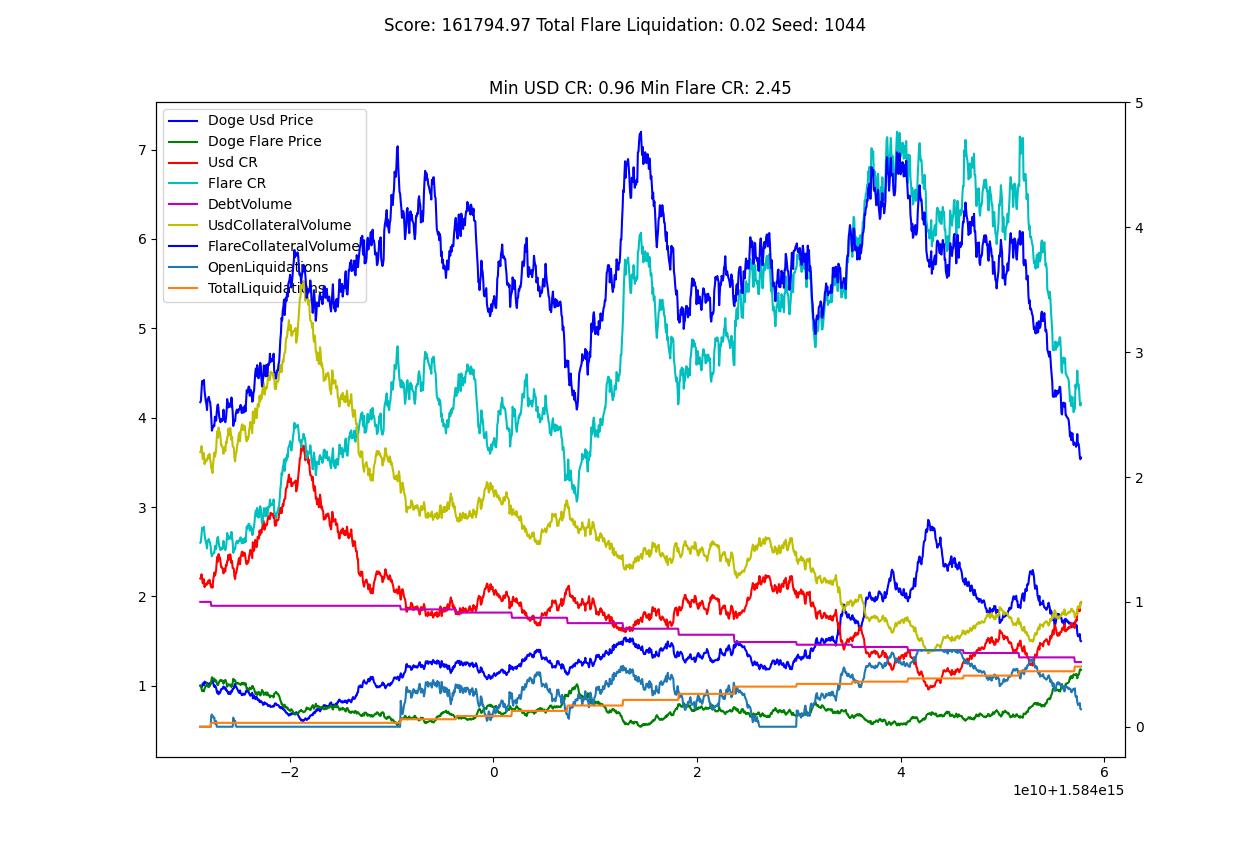 Score: 161794.97 Total Flare Liquidation: 0.02 Seed: 1044
Min USD CR: 0.96 Min Flare CR: 2.45
Doge Usd Price
Doge Flare Price
Usd CR
Flare CR
DebtVolume
UsdCollateralVolume
FlareCollateralVolume
OpenLiquidations
TotalLiquidations
7
6
5
4
3
2
1
5
4
3
2
1
0
−2
0
2
4
6
1e10+1.584e15